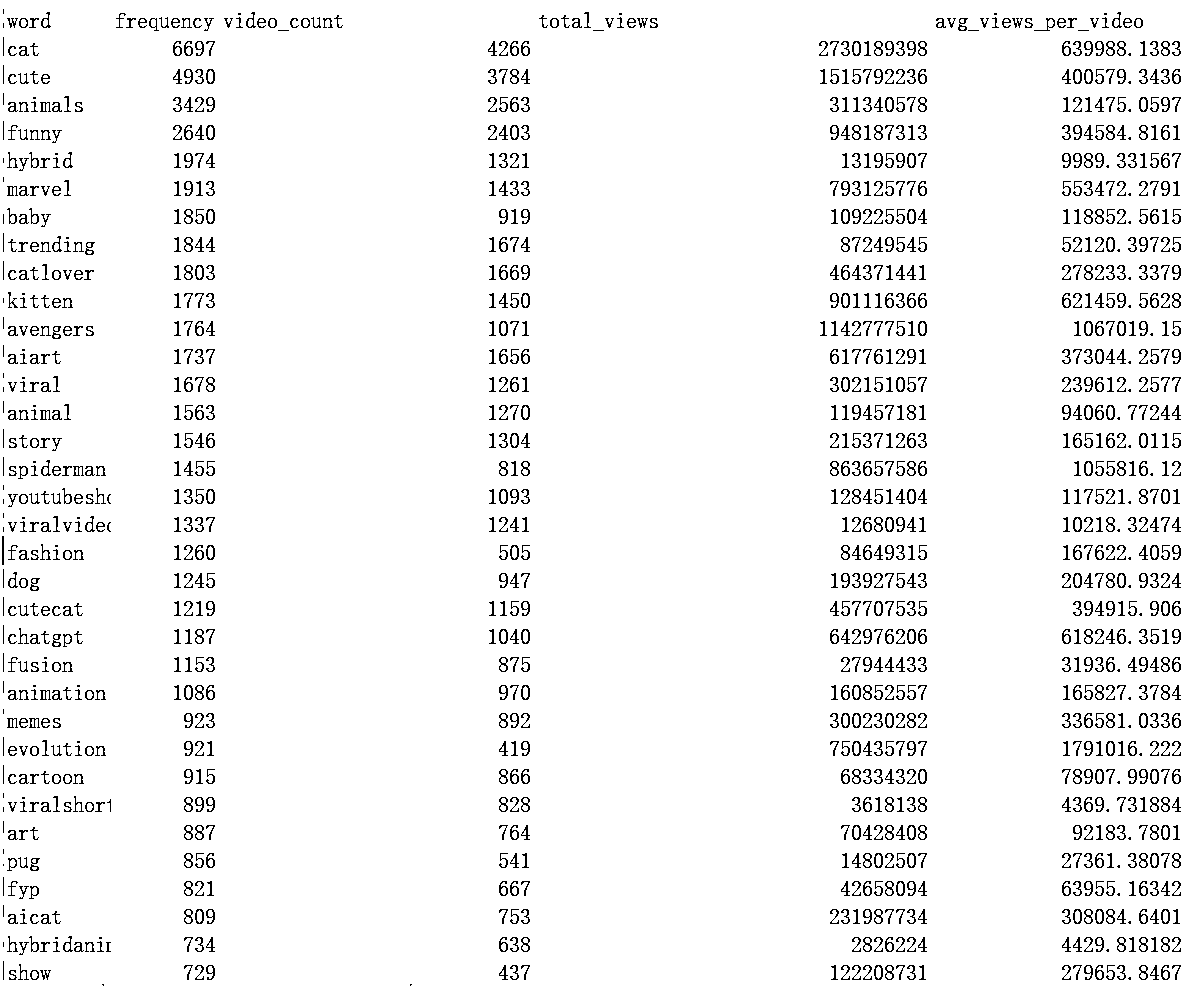 word frequency video_count total_views avg_views_per_video
cat 6697 4266 2730189398 639988.1383
cute 4930 3784 1515792236 400579.3436
animals 3429 2563 311340578 121475.0597
funny 2640 2403 948187313 394584.8161
hybrid 1974 1321 13195907 9989.331567
marvel 1913 1433 793125776 553472.2791
baby 1850 919 109225504 118852.5615
trending 1844 1674 87249545 52120.39725
catlover 1803 1669 464371441 278233.3379
kitten 1773 1450 901116366 621459.5628
avengers 1764 1071 1142777510 1067019.15
aiart 1737 1656 617761291 373044.2579
viral 1678 1261 302151057 239612.2577
animal 1563 1270 119457181 94060.77244
story 1546 1304 215371263 165162.0115
spiderman 1455 818 863657586 1055816.12
youtubesho 1350 1093 128451404 117521.8701
viralvideo 1337 1241 12680941 10218.32474
fashion 1260 505 84649315 167622.4059
dog 1245 947 193927543 204780.9324
cutecat 1219 1159 457707535 394915.906
chatgpt 1187 1040 642976206 618246.3519
fusion 1153 875 27944433 31936.49486
animation 1086 970 160852557 165827.3784
memes 923 892 300230282 336581.0336
evolution 921 419 750435797 1791016.222
cartoon 915 866 68334320 78907.99076
viralshort 899 828 3618138 4369.731884
art 887 764 70428408 92183.7801
pug 856 541 14802507 27361.38078
fyp 821 667 42658094 63955.16342
aicat 809 753 231987734 308084.6401
hybridanim 734 638 2826224 4429.818182
show 729 437 122208731 279653.8467